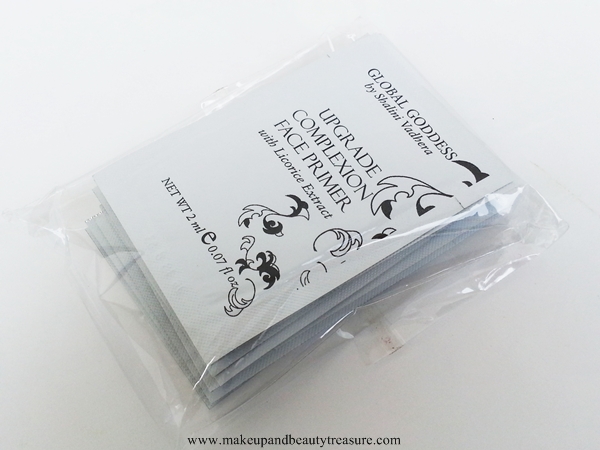 GLOBAL GODDESS
by Shalini Vadhera
UPGRADE
COMPLEXION
FACE PRIMER
with Licorice Extract
NET WT 2 ml ℮ 0.07 fl oz
www.makeupandbeautytreasure.com